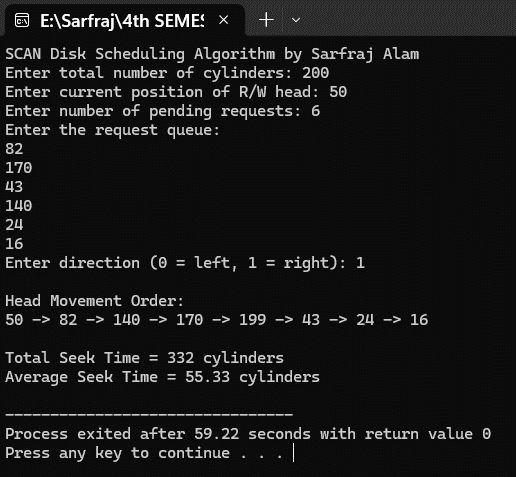 E:\Sarfraj\4th SEMES
SCAN Disk Scheduling Algorithm by Sarfraj Alam
Enter total number of cylinders: 200
Enter current position of R/W head: 50
Enter number of pending requests: 6
Enter the request queue:
82
170
43
140
24
16
Enter direction (0 = left, 1 = right): 1
Head Movement Order:
50 -> 82 -> 140 -> 170 -> 199 -> 43 -> 24 -> 16
Total Seek Time = 332 cylinders
Average Seek Time = 55.33 cylinders
--------------------------------
Process exited after 59.22 seconds with return value 0
Press any key to continue . . .